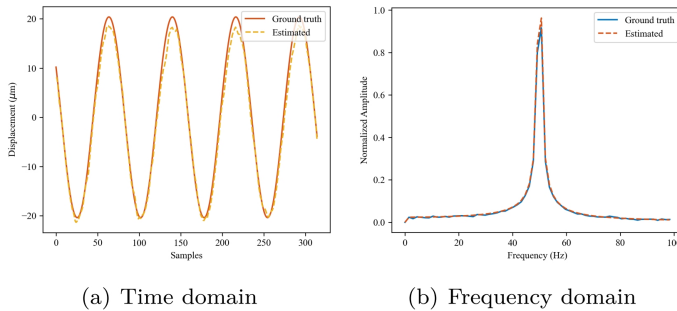 20
10
0
−10
−20
Displacement (μm)
0
50
100
150
200
250
300
Samples
Ground truth
Estimated
(a) Time domain
1.0
0.8
0.6
0.4
0.2
0.0
Normalized Amplitude
0
20
40
60
80
Frequency (Hz)
Ground truth
Estimated
(b) Frequency domain